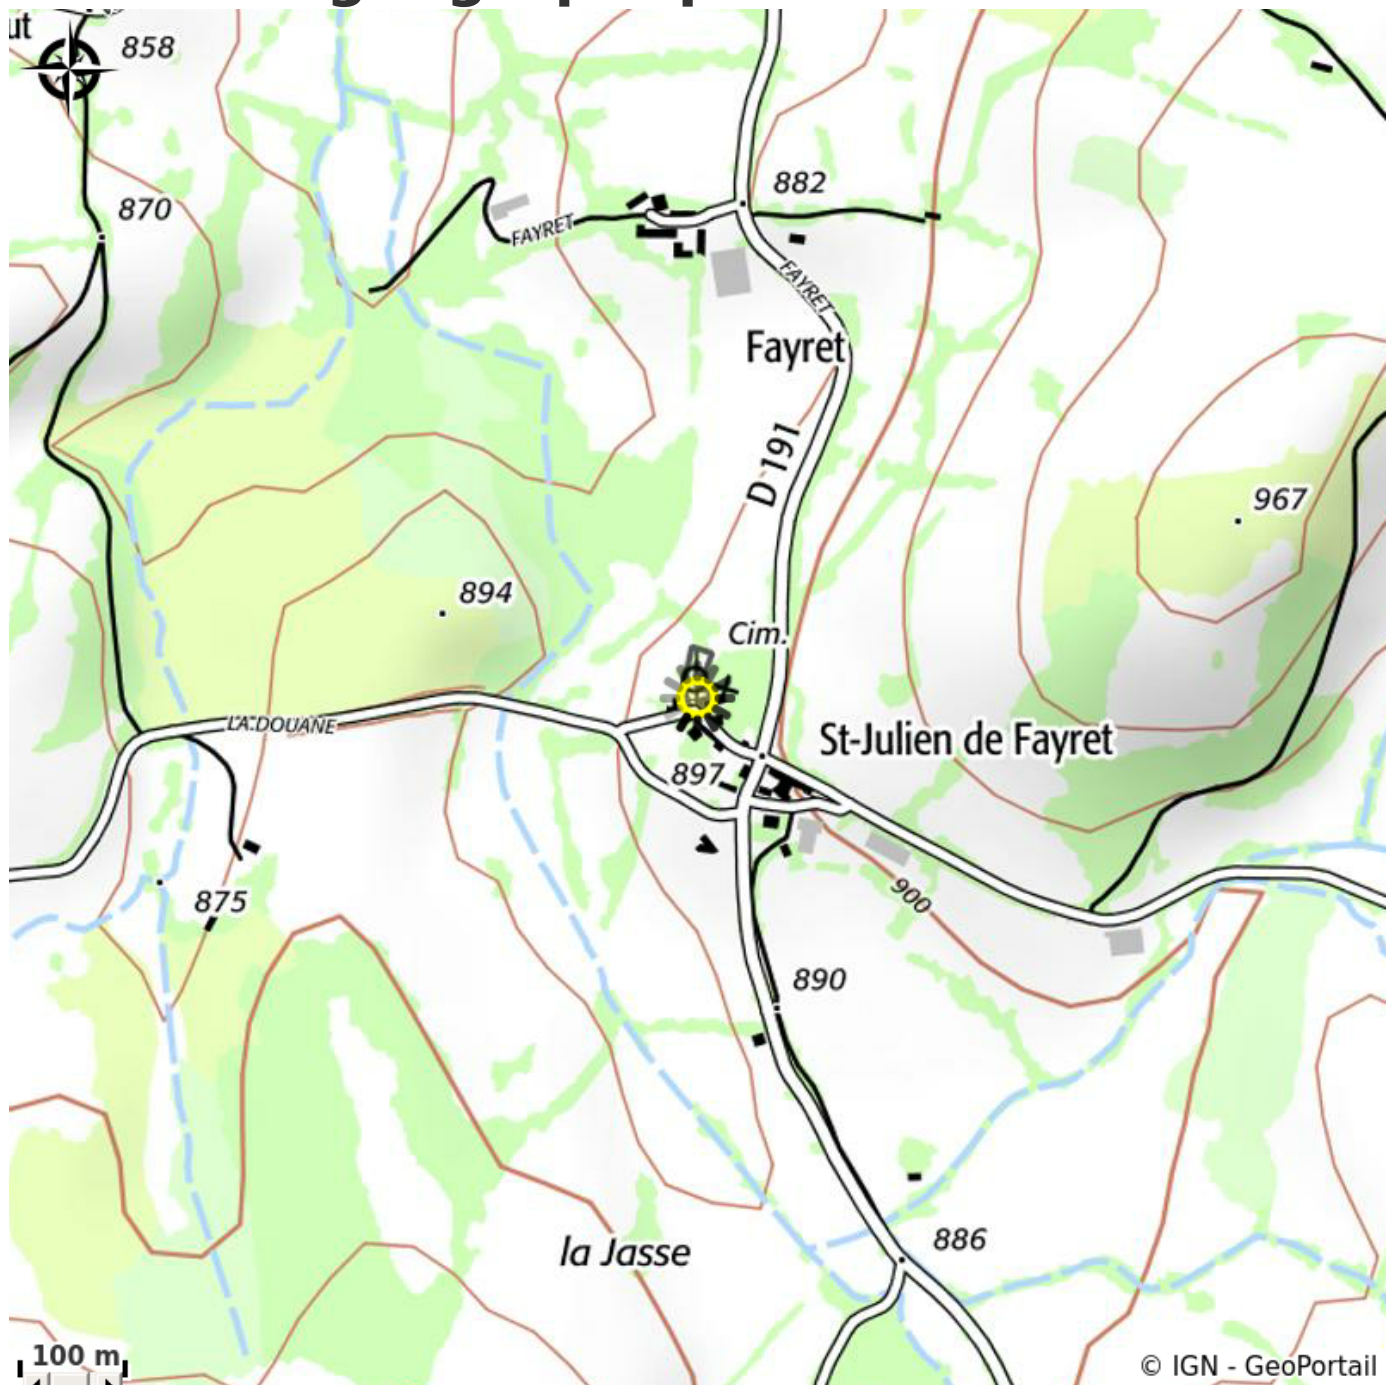 ut
858
882
870
FAYRET
FAYRET
Fayret
D 191
967
894
Cim.
LA DOUANE
St-Julien de Fayret
897
875
900
890
886
la Jasse
100 m
© IGN - GeoPortail